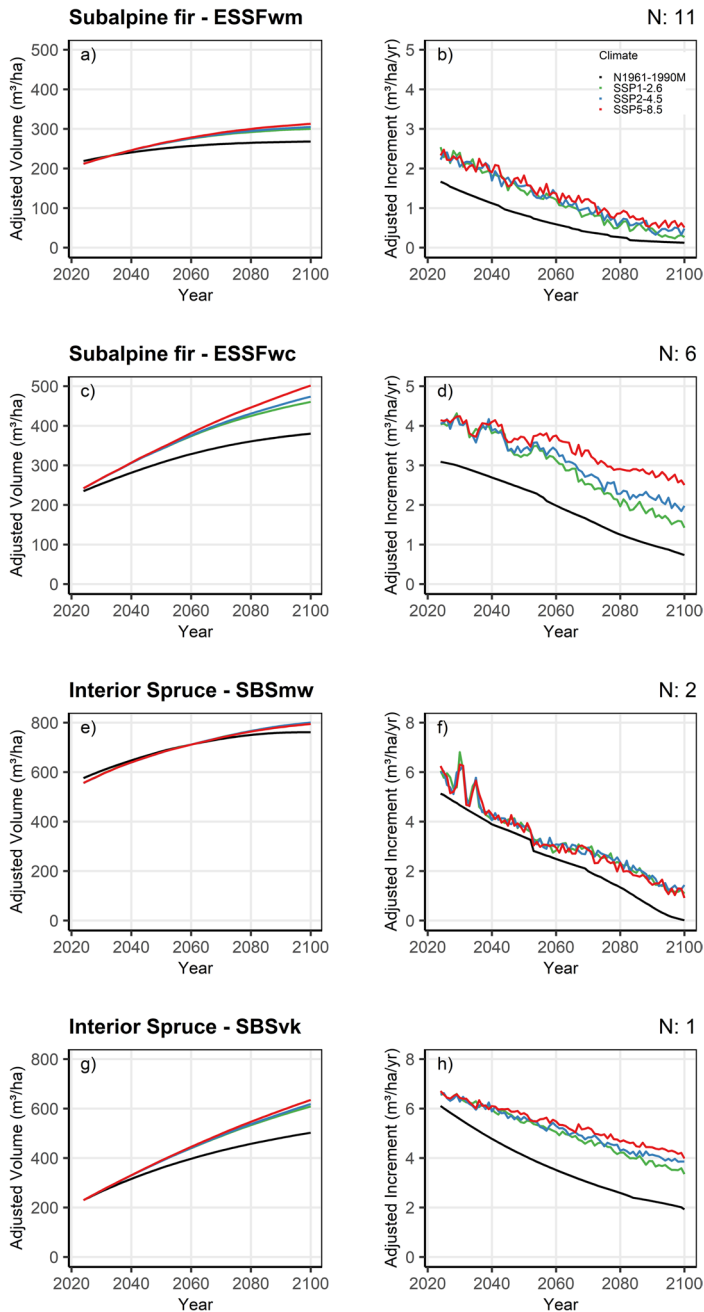 Subalpine fir - ESSFwm
N: 11
a)
Adjusted Volume (m³/ha)
500
400
300
200
100
0
2020 2040 2060 2080 2100
Year
b)
Climate
N1961-1990M
SSP1-2.6
SSP2-4.5
SSP5-8.5
Adjusted Increment (m³/ha/yr)
5
4
3
2
1
0
2020 2040 2060 2080 2100
Year
Subalpine fir - ESSFwc
N: 6
c)
Adjusted Volume (m³/ha)
500
400
300
200
100
0
2020 2040 2060 2080 2100
Year
d)
Adjusted Increment (m³/ha/yr)
5
4
3
2
1
0
2020 2040 2060 2080 2100
Year
Interior Spruce - SBSmw
N: 2
e)
Adjusted Volume (m³/ha)
800
600
400
200
0
2020 2040 2060 2080 2100
Year
f)
Adjusted Increment (m³/ha/yr)
8
6
4
2
0
2020 2040 2060 2080 2100
Year
Interior Spruce - SBSvk
N: 1
g)
Adjusted Volume (m³/ha)
800
600
400
200
0
2020 2040 2060 2080 2100
Year
h)
Adjusted Increment (m³/ha/yr)
8
6
4
2
0
2020 2040 2060 2080 2100
Year